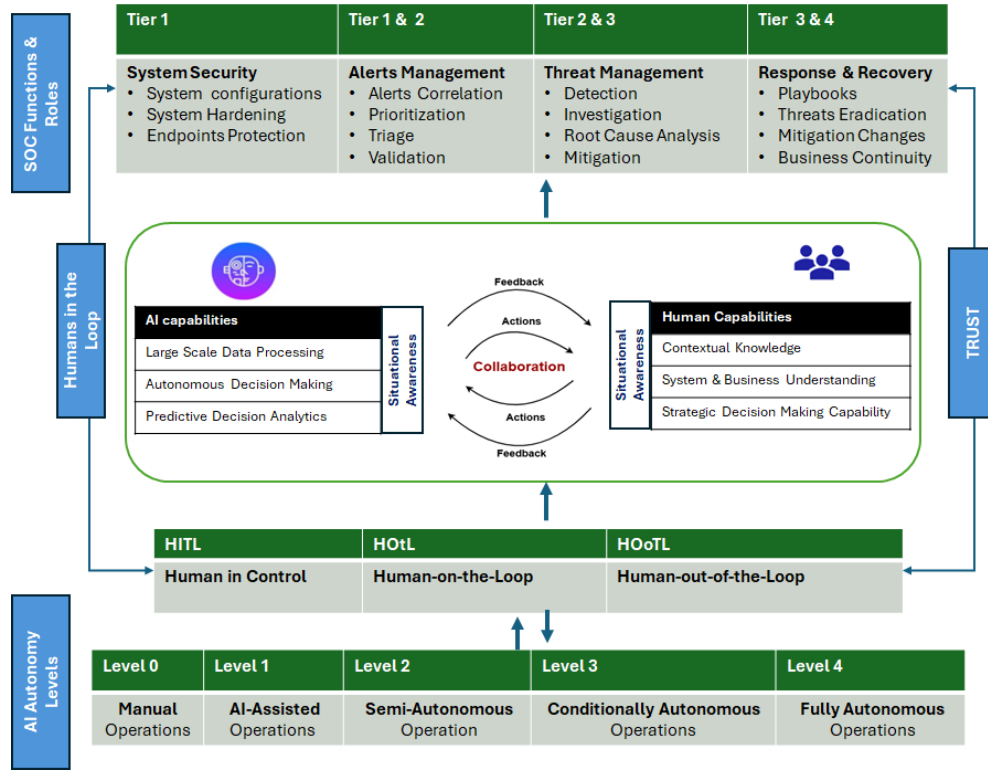 Tier 1
Tier 1 & 2
Tier 2 & 3
Tier 3 & 4
SOC Functions &
Roles
System Security
• System configurations
• System Hardening
• Endpoints Protection
Alerts Management
• Alerts Correlation
• Prioritization
• Triage
• Validation
Threat Management
• Detection
• Investigation
• Root Cause Analysis
• Mitigation
Response & Recovery
• Playbooks
• Threats Eradication
• Mitigation Changes
• Business Continuity
Humans in the
Loop
TRUST
AI capabilities
Large Scale Data Processing
Autonomous Decision Making
Predictive Decision Analytics
Situational
Awareness
Feedback
Actions
Collaboration
Actions
Feedback
Situational
Awareness
Human Capabilities
Contextual Knowledge
System & Business Understanding
Strategic Decision Making Capability
HITL
HOtL
HOoTL
Human in Control
Human-on-the-Loop
Human-out-of-the-Loop
AI Autonomy
Levels
Level 0
Level 1
Level 2
Level 3
Level 4
Manual
Operations
AI-Assisted
Operations
Semi-Autonomous
Operation
Conditionally Autonomous
Operations
Fully Autonomous
Operations